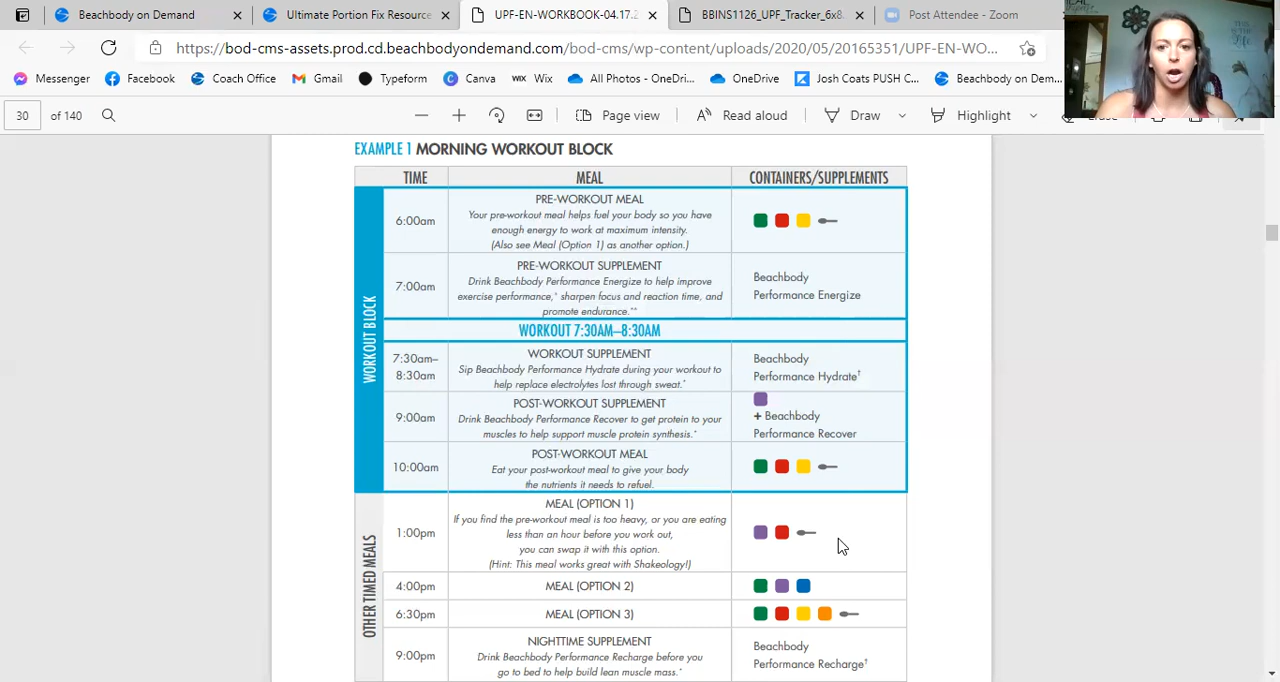 Beachbody on Demand
Ultimate Portion Fix Resource
UPF-EN-WORKBOOK-04.17.2
BBINS1126_UPF_Tracker_6x8.
Post Attendee - Zoom
https://bod-cms-assets.prod.cd.beachbodyondemand.com/bod-cms/wp-content/uploads/2020/05/20165351/UPF-EN-WO...
Messenger
Facebook
Coach Office
Gmail
Typeform
Canva
WIX Wix
All Photos - OneDri...
OneDrive
Josh Coats PUSH C...
Beachbody on Dem...
30 of 140
Page view
Read aloud
Draw
Highlight
EXAMPLE 1 MORNING WORKOUT BLOCK
TIME MEAL CONTAINERS/SUPPLEMENTS
WORKOUT BLOCK
6:00am
PRE-WORKOUT MEAL
Your pre-workout meal helps fuel your body so you have
enough energy to work at maximum intensity.
(Also see Meal (Option 1) as another option.)
7:00am
PRE-WORKOUT SUPPLEMENT
Drink Beachbody Performance Energize to help improve
exercise performance,* sharpen focus and reaction time, and
promote endurance.**
Beachbody
Performance Energize
WORKOUT 7:30AM–8:30AM
7:30am–
8:30am
WORKOUT SUPPLEMENT
Sip Beachbody Performance Hydrate during your workout to
help replace electrolytes lost through sweat.*
Beachbody
Performance Hydrate†
9:00am
POST-WORKOUT SUPPLEMENT
Drink Beachbody Performance Recover to get protein to your
muscles to help support muscle protein synthesis.*
+ Beachbody
Performance Recover
10:00am
POST-WORKOUT MEAL
Eat your post-workout meal to give your body
the nutrients it needs to refuel.
OTHER TIMED MEALS
1:00pm
MEAL (OPTION 1)
If you find the pre-workout meal is too heavy, or you are eating
less than an hour before you work out,
you can swap it with this option.
(Hint: This meal works great with Shakeology!)
4:00pm
MEAL (OPTION 2)
6:30pm
MEAL (OPTION 3)
9:00pm
NIGHTTIME SUPPLEMENT
Drink Beachbody Performance Recharge before you
go to bed to help build lean muscle mass.*
Beachbody
Performance Recharge†